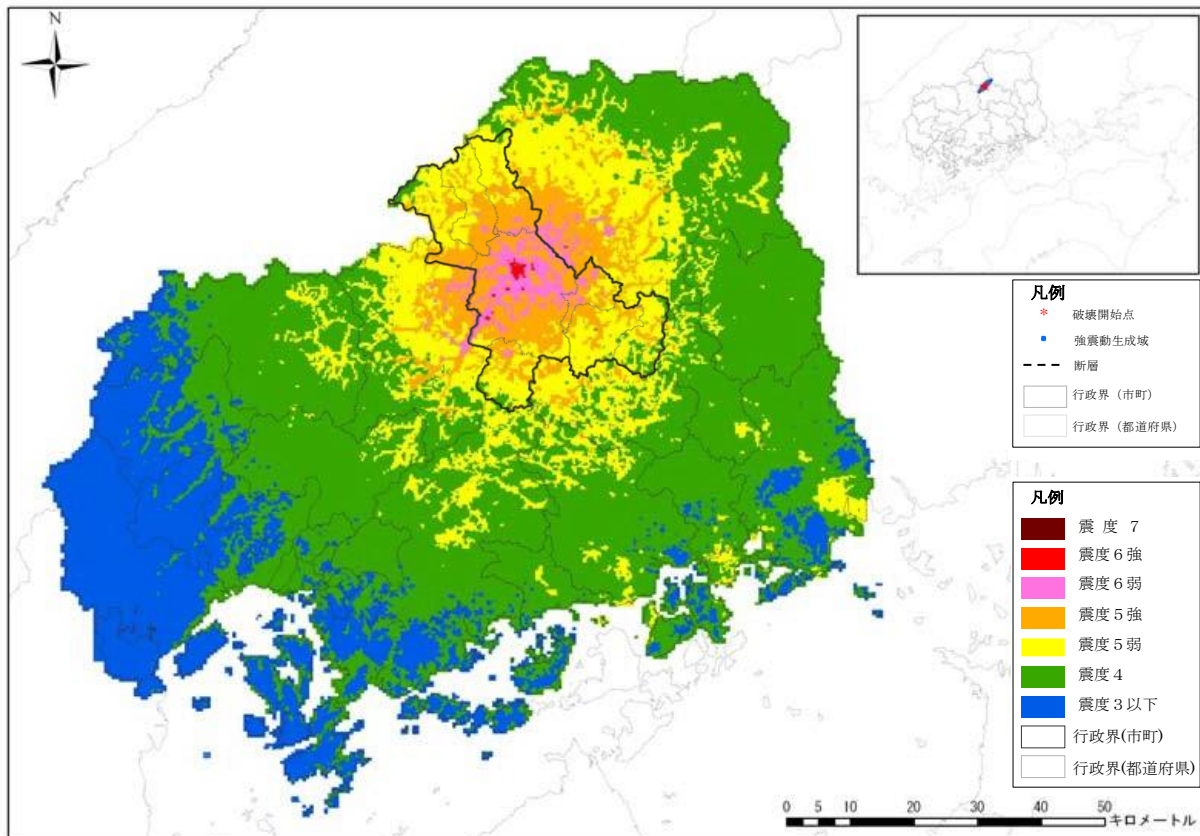 N
凡例
* 破壊開始点
強震動生成域
断層
行政界（市町）
行政界（都道府県）
凡例
震 度 ７
震度６強
震度６弱
震度５強
震度５弱
震度４
震度３以下
行政界(市町)
行政界(都道府県)
0 5 10 20 30 40 50
キロメートル